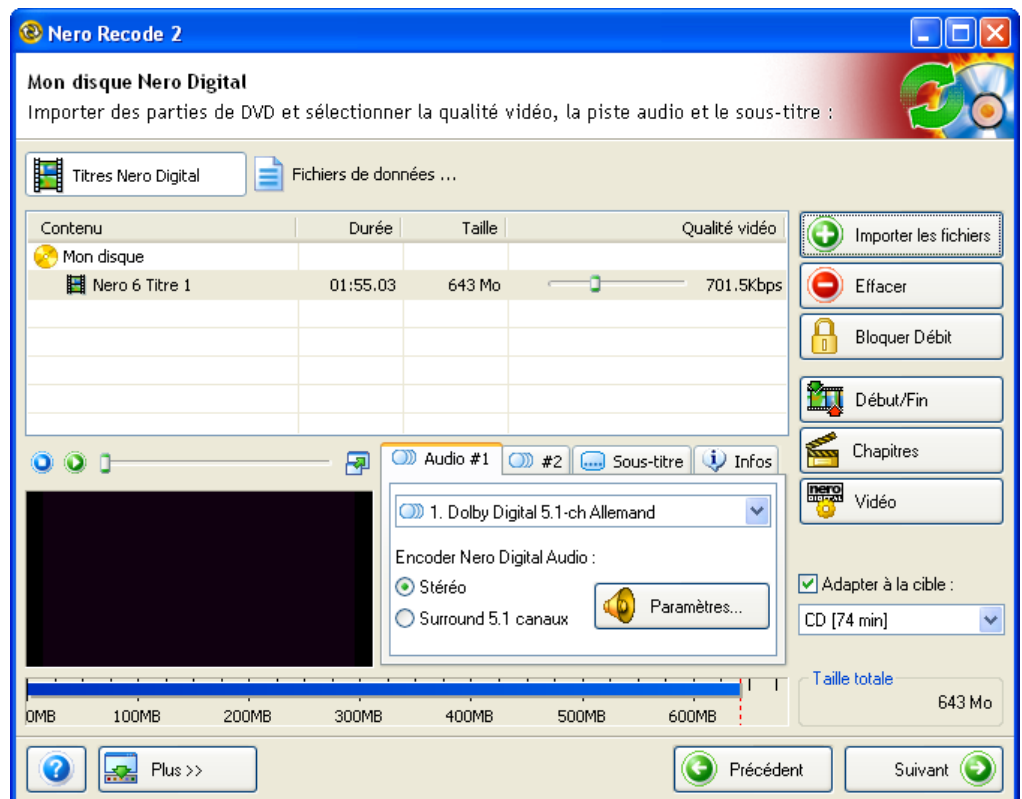 Nero Recode 2
Mon disque Nero Digital
Importer des parties de DVD et sélectionner la qualité vidéo, la piste audio et le sous-titre :
Titres Nero Digital
Fichiers de données ...
Contenu Durée Taille Qualité vidéo
Mon disque
Nero 6 Titre 1 01:55.03 643 Mo 701.5Kbps
Importer les fichiers
Effacer
Bloquer Débit
Début/Fin
Chapitres
nero DIGITAL Vidéo
Audio #1 #2 Sous-titre Infos
1. Dolby Digital 5.1-ch Allemand
Encoder Nero Digital Audio :
Stéréo
Surround 5.1 canaux
Paramètres...
Adapter à la cible :
CD [74 min]
Taille totale
643 Mo
0MB 100MB 200MB 300MB 400MB 500MB 600MB
Plus >>
Précédent
Suivant